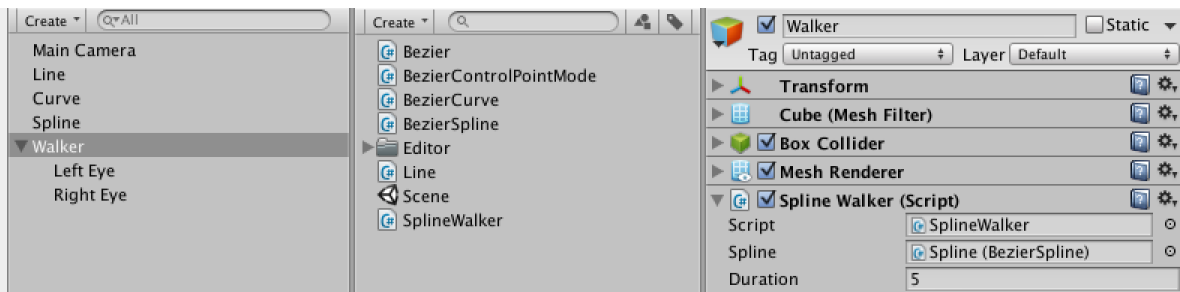 Create
All
Main Camera
Line
Curve
Spline
Walker
Left Eye
Right Eye
Create
Bezier
BezierControlPointMode
BezierCurve
BezierSpline
Editor
Line
Scene
SplineWalker
Walker Static
Tag Untagged Layer Default
Transform
Cube (Mesh Filter)
Box Collider
Mesh Renderer
Spline Walker (Script)
Script SplineWalker
Spline Spline (BezierSpline)
Duration 5